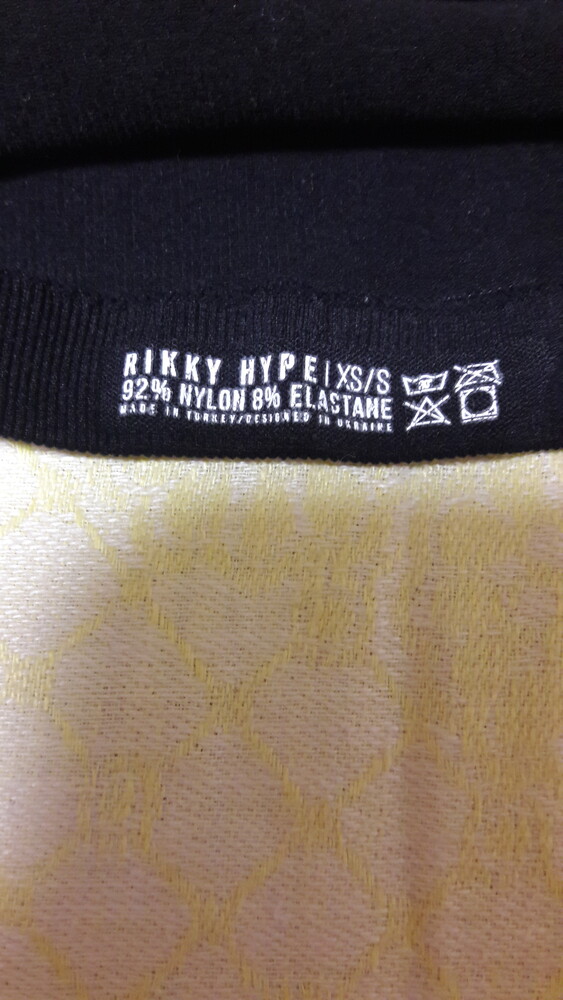 RIKKY HYPE | XS/S
92% NYLON 8% ELASTANE
MADE IN TURKEY/DESIGNED IN UKRAINE